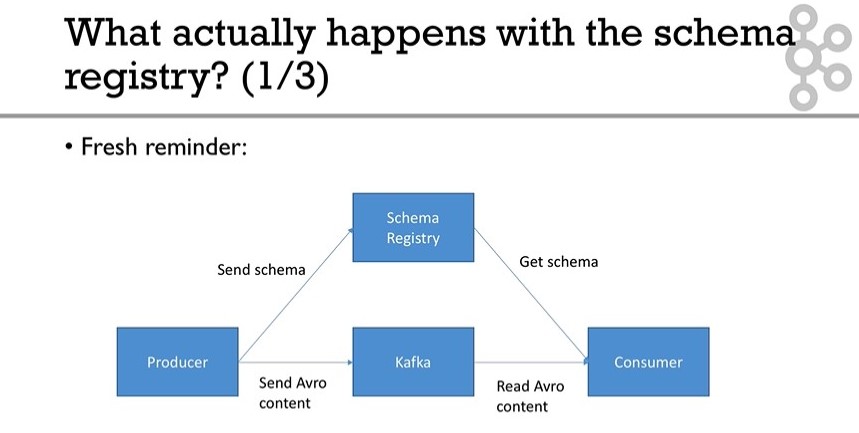 What actually happens with the schema
registry? (1/3)
• Fresh reminder:
Schema
Registry
Send schema
Get schema
Producer
Kafka
Consumer
Send Avro
content
Read Avro
content